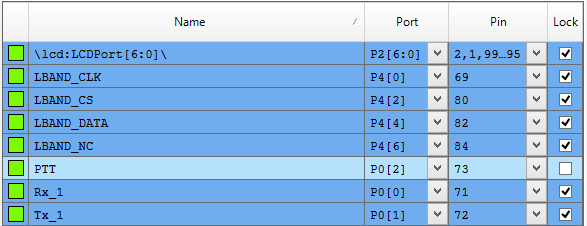 Name Port Pin Lock
\lcd:LCDPort[6:0]\ P2[6:0] 2,1,99…95
LBAND_CLK P4[0] 69
LBAND_CS P4[2] 80
LBAND_DATA P4[4] 82
LBAND_NC P4[6] 84
PTT P0[2] 73
Rx_1 P0[0] 71
Tx_1 P0[1] 72